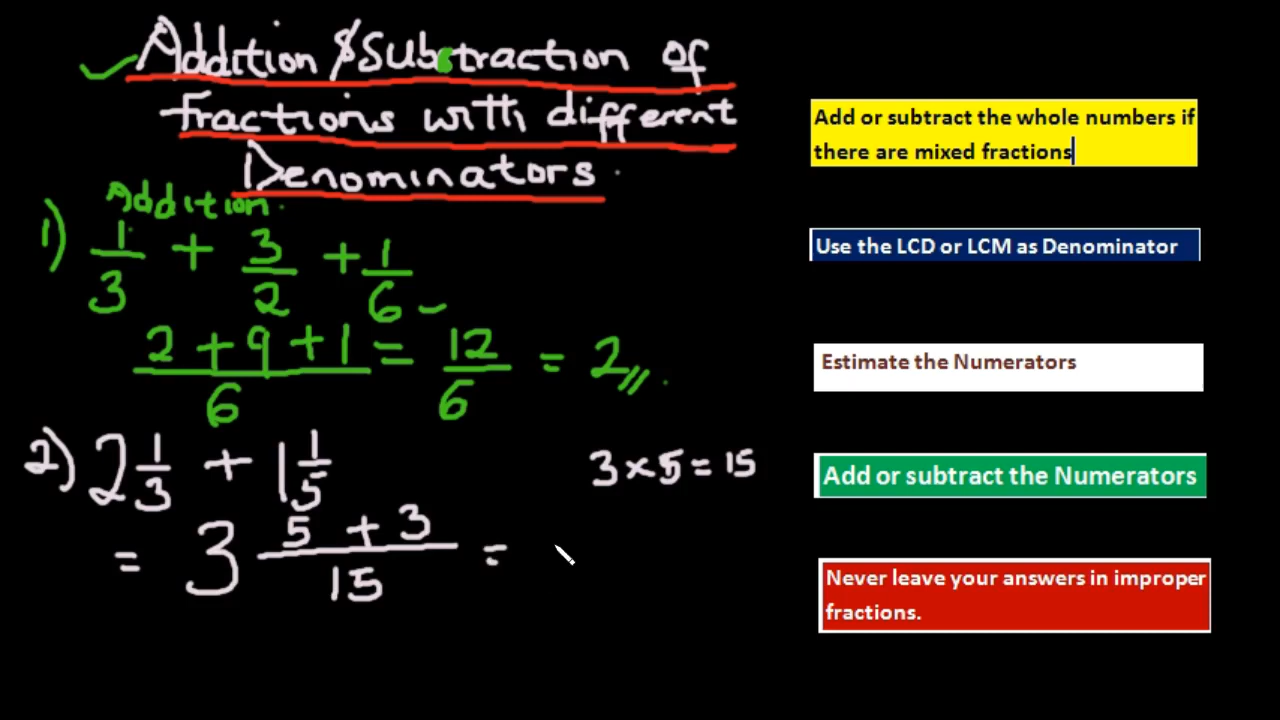 Addition & Subtraction of
fractions with different
Denominators.
Addition.
1) 1/3 + 3/2 + 1/6
2 + 9 + 1 / 6 = 12/6 = 2
2) 2 1/3 + 1 1/5
3 × 5 = 15
= 3 5 + 3 / 15 =
Add or subtract the whole numbers if
there are mixed fractions
Use the LCD or LCM as Denominator
Estimate the Numerators
Add or subtract the Numerators
Never leave your answers in improper
fractions.